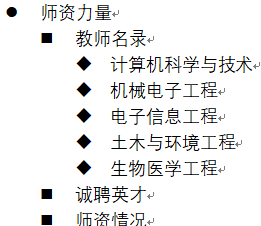 师资力量
教师名录
计算机科学与技术
机械电子工程
电子信息工程
土木与环境工程
生物医学工程
诚聘英才
师资情况